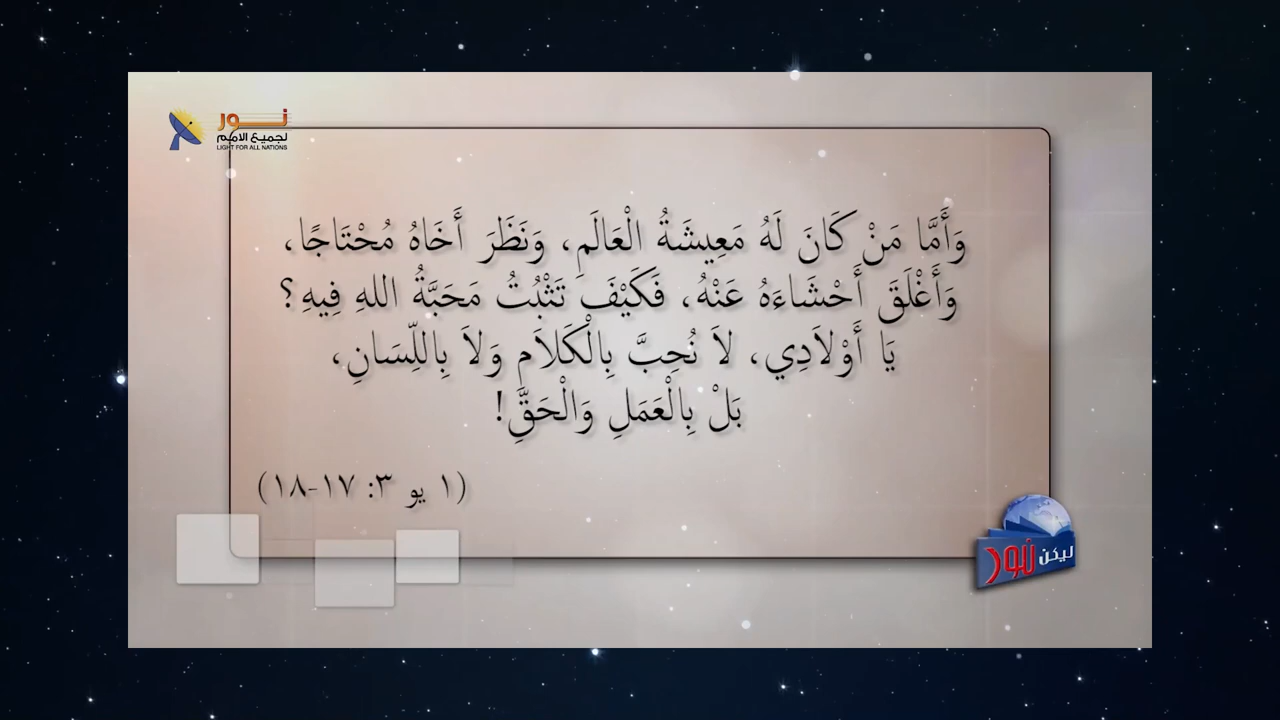 نور
لجميع الامم
LIGHT FOR ALL NATIONS
وَأَمَّا مَنْ كَانَ لَهُ مَعِيشَةُ الْعَالَمِ، وَنَظَرَ أَخَاهُ مُحْتَاجًا،
وَأَغْلَقَ أَحْشَاءَهُ عَنْهُ، فَكَيْفَ تَثْبُتُ مَحَبَّةُ اللهِ فِيهِ؟
يَا أَوْلاَدِي، لاَ نُحِبَّ بِالْكَلاَمِ وَلاَ بِاللِّسَانِ،
بَلْ بِالْعَمَلِ وَالْحَقِّ!
(١ يو ٣: ١٧-١٨)
ليكن نور